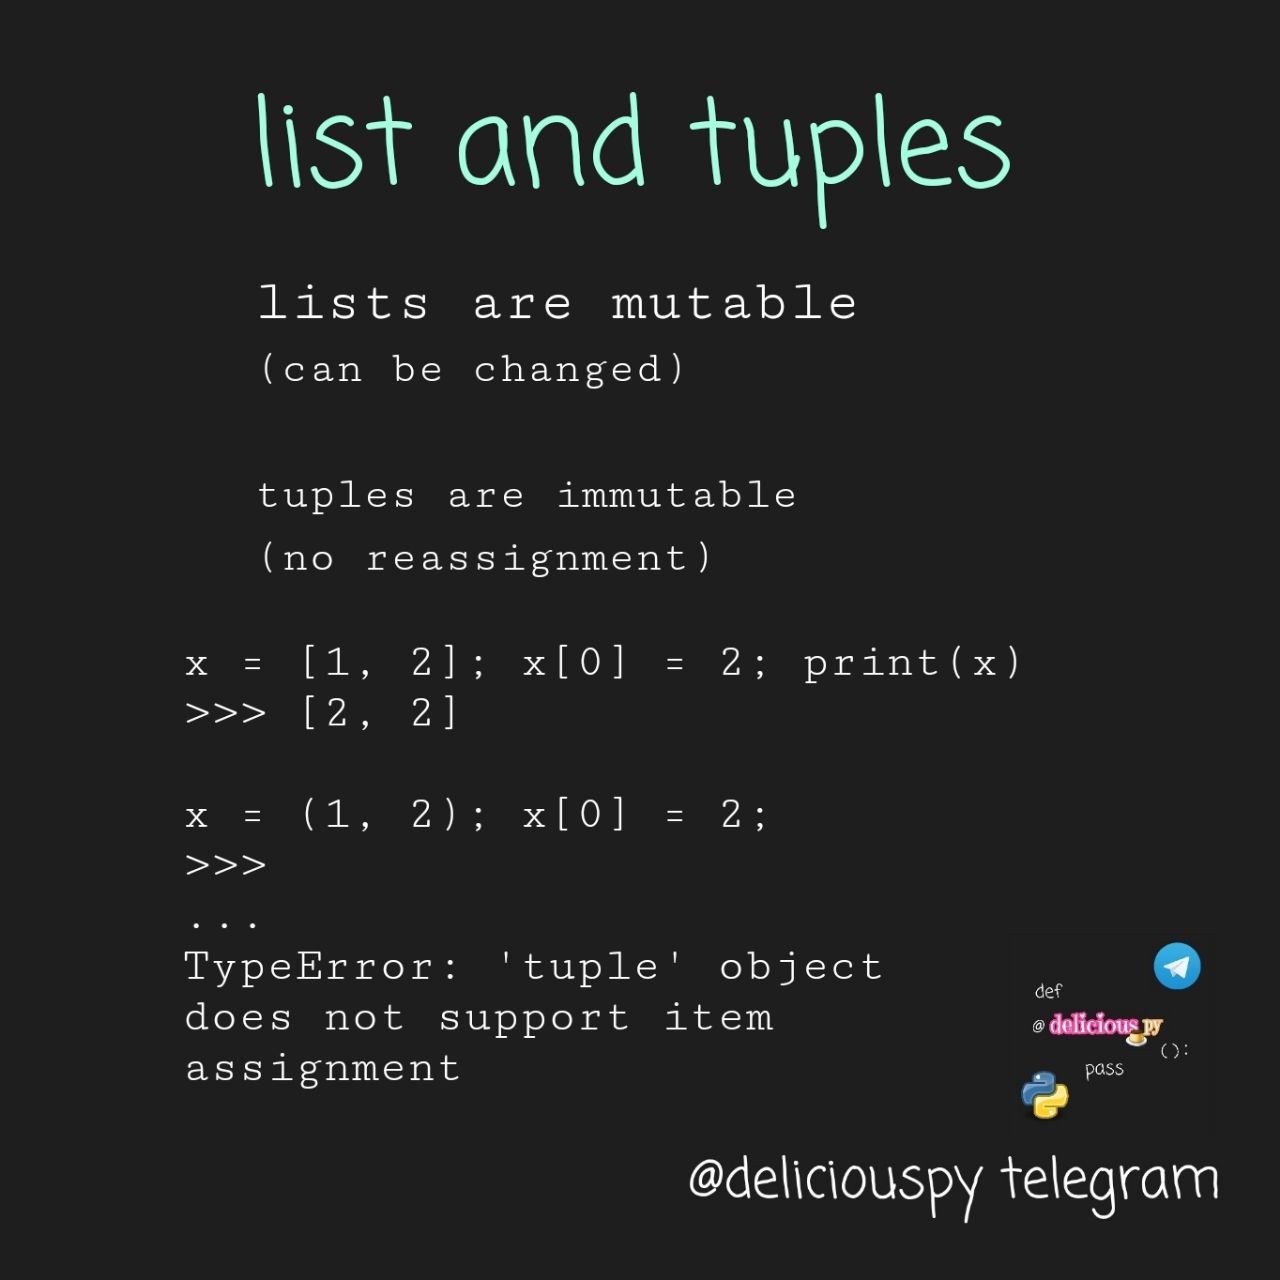 list and tuples
lists are mutable
(can be changed)
tuples are immutable
(no reassignment)
x = [1, 2]; x[0] = 2; print(x)
>>> [2, 2]
x = (1, 2); x[0] = 2;
>>>
...
TypeError: 'tuple' object
does not support item
assignment
def
@delicious py
():
pass
@deliciouspy telegram